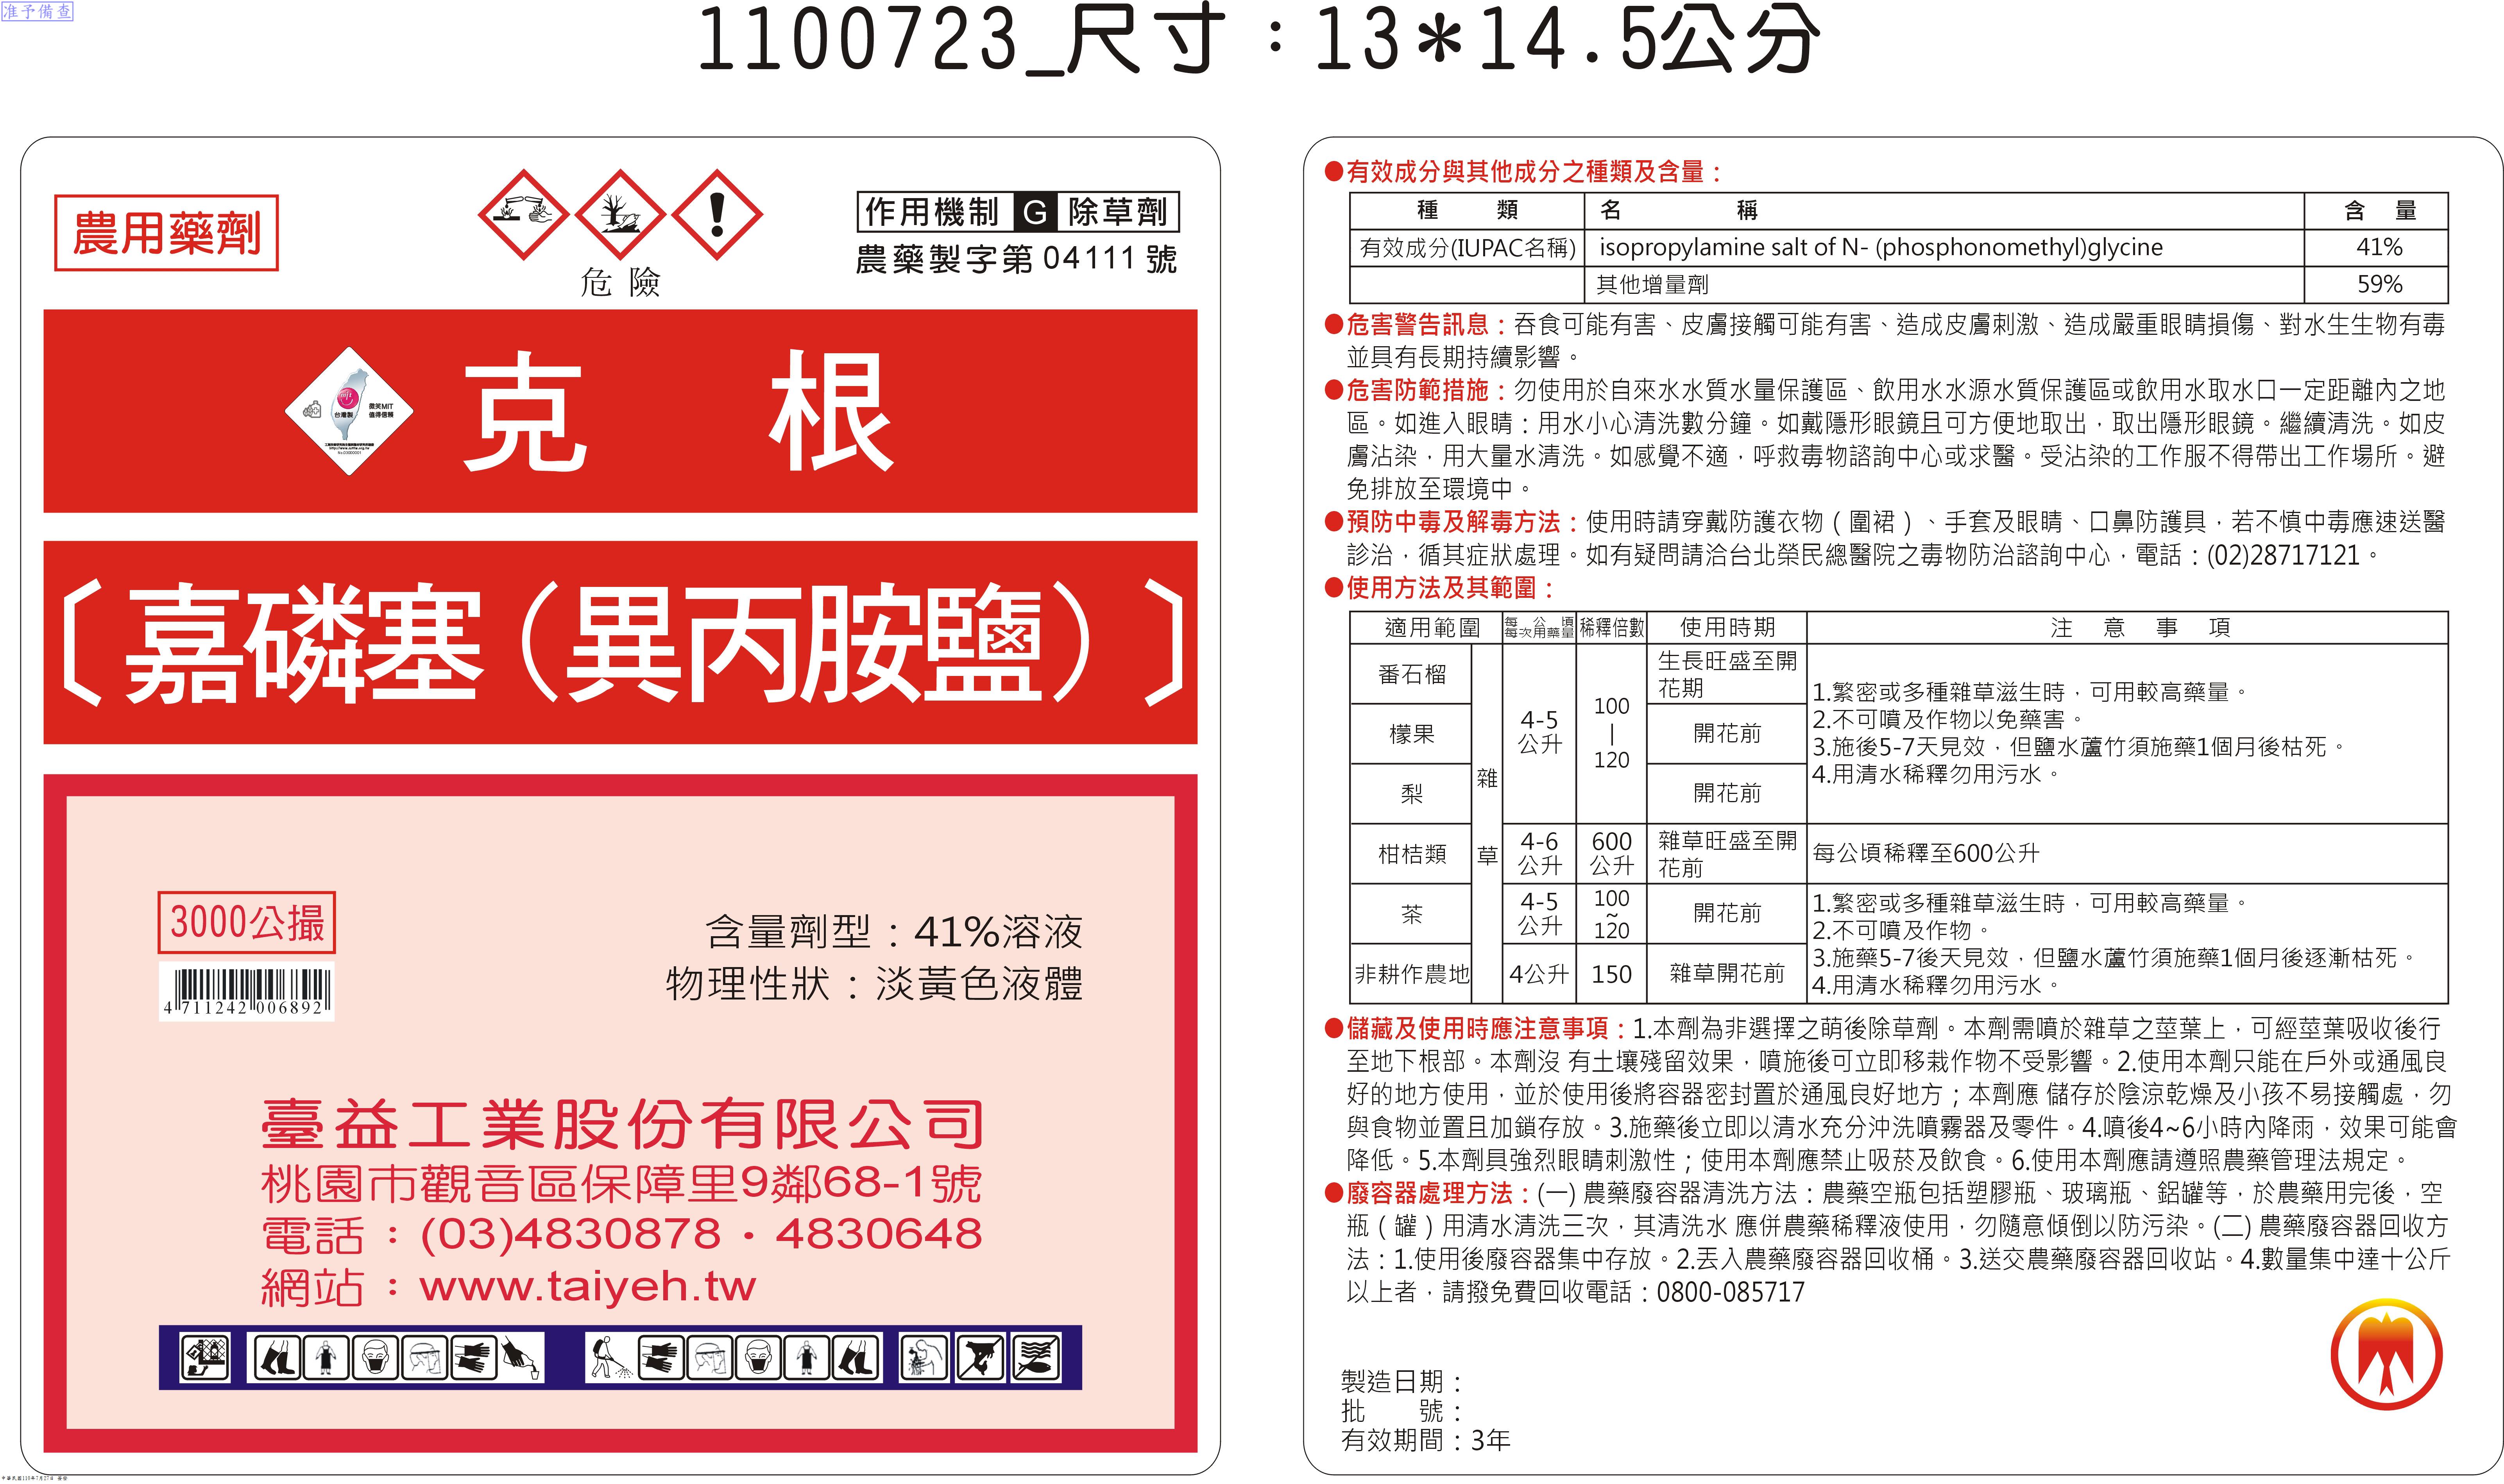 准予備查
1100723_尺寸：13*14.5公分
農用藥劑
危險
作用機制 G 除草劑
農藥製字第04111號
台灣製
微笑MIT
值得信賴
克 根
〔嘉磷塞（異丙胺鹽）〕
3000公撮
4 711242 006892
含量劑型：41%溶液
物理性狀：淡黃色液體
臺益工業股份有限公司
桃園市觀音區保障里9鄰68-1號
電話：(03)4830878・4830648
網站：www.taiyeh.tw
●有效成分與其他成分之種類及含量：
種 類 名 稱 含 量
有效成分(IUPAC名稱) isopropylamine salt of N- (phosphonomethyl)glycine 41%
其他增量劑 59%
●危害警告訊息：吞食可能有害、皮膚接觸可能有害、造成皮膚刺激、造成嚴重眼睛損傷、對水生生物有毒
並具有長期持續影響。
●危害防範措施：勿使用於自來水水質水量保護區、飲用水水源水質保護區或飲用水取水口一定距離內之地
區。如進入眼睛：用水小心清洗數分鐘。如戴隱形眼鏡且可方便地取出，取出隱形眼鏡。繼續清洗。如皮
膚沾染，用大量水清洗。如感覺不適，呼救毒物諮詢中心或求醫。受沾染的工作服不得帶出工作場所。避
免排放至環境中。
●預防中毒及解毒方法：使用時請穿戴防護衣物（圍裙）、手套及眼睛、口鼻防護具，若不慎中毒應速送醫
診治，循其症狀處理。如有疑問請洽台北榮民總醫院之毒物防治諮詢中心，電話：(02)28717121。
●使用方法及其範圍：
適用範圍 每公頃每次用藥量 稀釋倍數 使用時期 注 意 事 項
雜草
番石榴 生長旺盛至開
花期
檬果 4-5公升 100|120 開花前
梨 開花前
1.繁密或多種雜草滋生時，可用較高藥量。
2.不可噴及作物以免藥害。
3.施後5-7天見效，但鹽水蘆竹須施藥1個月後枯死。
4.用清水稀釋勿用污水。
柑桔類 4-6公升 600公升 雜草旺盛至開花前 每公頃稀釋至600公升
茶 4-5公升 100~120 開花前
非耕作農地 4公升 150 雜草開花前
1.繁密或多種雜草滋生時，可用較高藥量。
2.不可噴及作物。
3.施藥5-7後天見效，但鹽水蘆竹須施藥1個月後逐漸枯死。
4.用清水稀釋勿用污水。
●儲藏及使用時應注意事項：1.本劑為非選擇之萌後除草劑。本劑需噴於雜草之莖葉上，可經莖葉吸收後行
至地下根部。本劑沒 有土壤殘留效果，噴施後可立即移栽作物不受影響。2.使用本劑只能在戶外或通風良
好的地方使用，並於使用後將容器密封置於通風良好地方；本劑應 儲存於陰涼乾燥及小孩不易接觸處，勿
與食物並置且加鎖存放。3.施藥後立即以清水充分沖洗噴霧器及零件。4.噴後4~6小時內降雨，效果可能會
降低。5.本劑具強烈眼睛刺激性；使用本劑應禁止吸菸及飲食。6.使用本劑應請遵照農藥管理法規定。
●廢容器處理方法：(一) 農藥廢容器清洗方法：農藥空瓶包括塑膠瓶、玻璃瓶、鋁罐等，於農藥用完後，空
瓶（罐）用清水清洗三次，其清洗水 應併農藥稀釋液使用，勿隨意傾倒以防污染。(二) 農藥廢容器回收方
法：1.使用後廢容器集中存放。2.丟入農藥廢容器回收桶。3.送交農藥廢容器回收站。4.數量集中達十公斤
以上者，請撥免費回收電話：0800-085717
製造日期：
批 號：
有效期間：3年